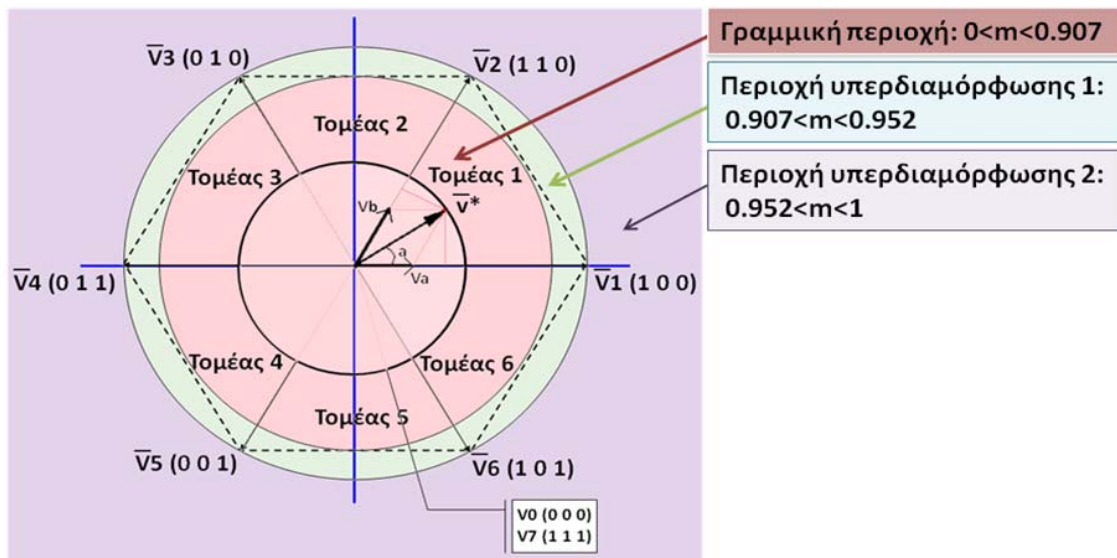 V3 (0 1 0)
V2 (1 1 0)
Γραμμική περιοχή: 0<m<0.907
Περιοχή υπερδιαμόρφωσης 1:
0.907<m<0.952
Περιοχή υπερδιαμόρφωσης 2:
0.952<m<1
Τομέας 2
Τομέας 3
Τομέας 1
Vb
v*
a
Va
V4 (0 1 1)
V1 (1 0 0)
Τομέας 4
Τομέας 6
Τομέας 5
V5 (0 0 1)
V6 (1 0 1)
V0 (0 0 0)
V7 (1 1 1)